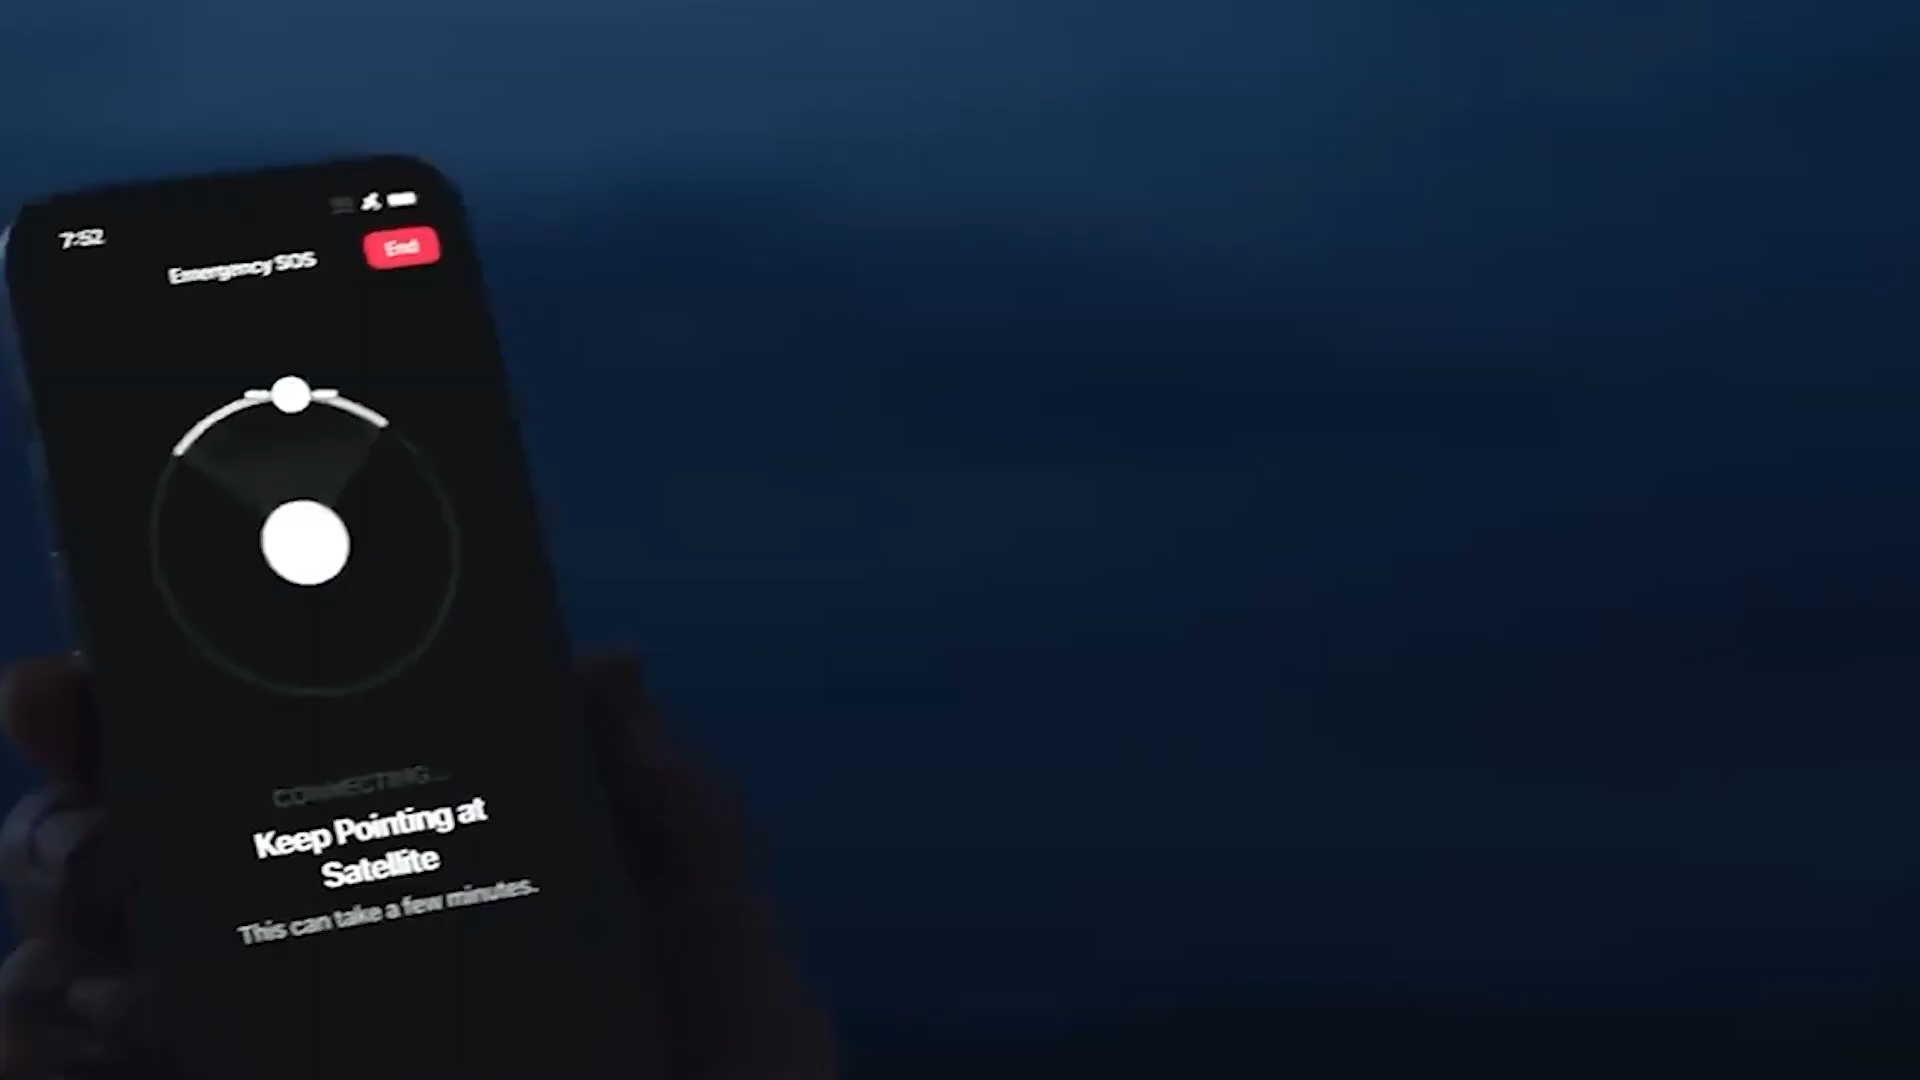 7:52
End
Emergency SOS
CONNECTING...
Keep Pointing at
Satellite
This can take a few minutes.